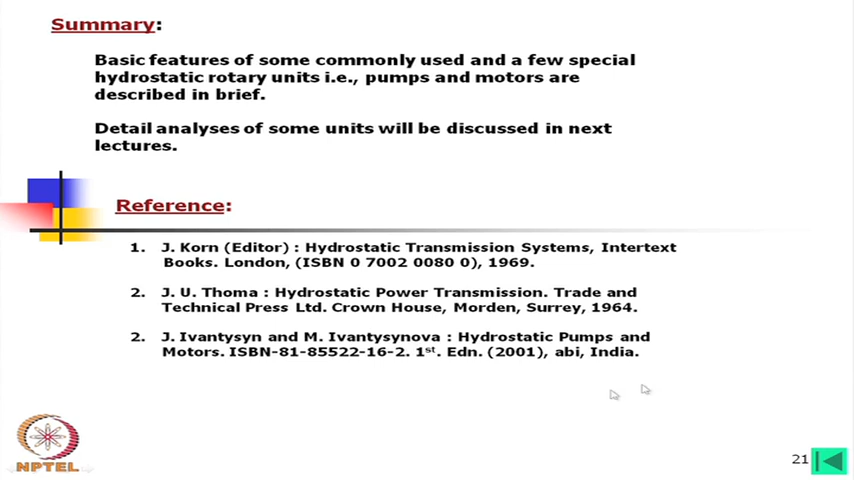 Summary:
Basic features of some commonly used and a few special
hydrostatic rotary units i.e., pumps and motors are
described in brief.
Detail analyses of some units will be discussed in next
lectures.
Reference:
1. J. Korn (Editor) : Hydrostatic Transmission Systems, Intertext
Books. London, (ISBN 0 7002 0080 0), 1969.
2. J. U. Thoma : Hydrostatic Power Transmission. Trade and
Technical Press Ltd. Crown House, Morden, Surrey, 1964.
2. J. Ivantysyn and M. Ivantysynova : Hydrostatic Pumps and
Motors. ISBN-81-85522-16-2. 1st. Edn. (2001), abi, India.
NPTEL
21